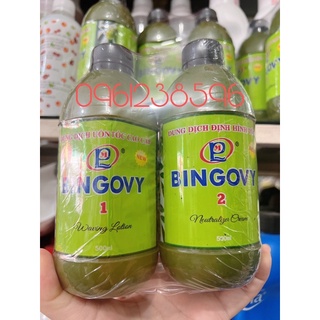 0961238596
DUNG DỊCH ĐỊNH HÌNH
BINGOVY
1
Waving Lotion
500ml
BINGOVY
2
Neutralizer Cream
500ml